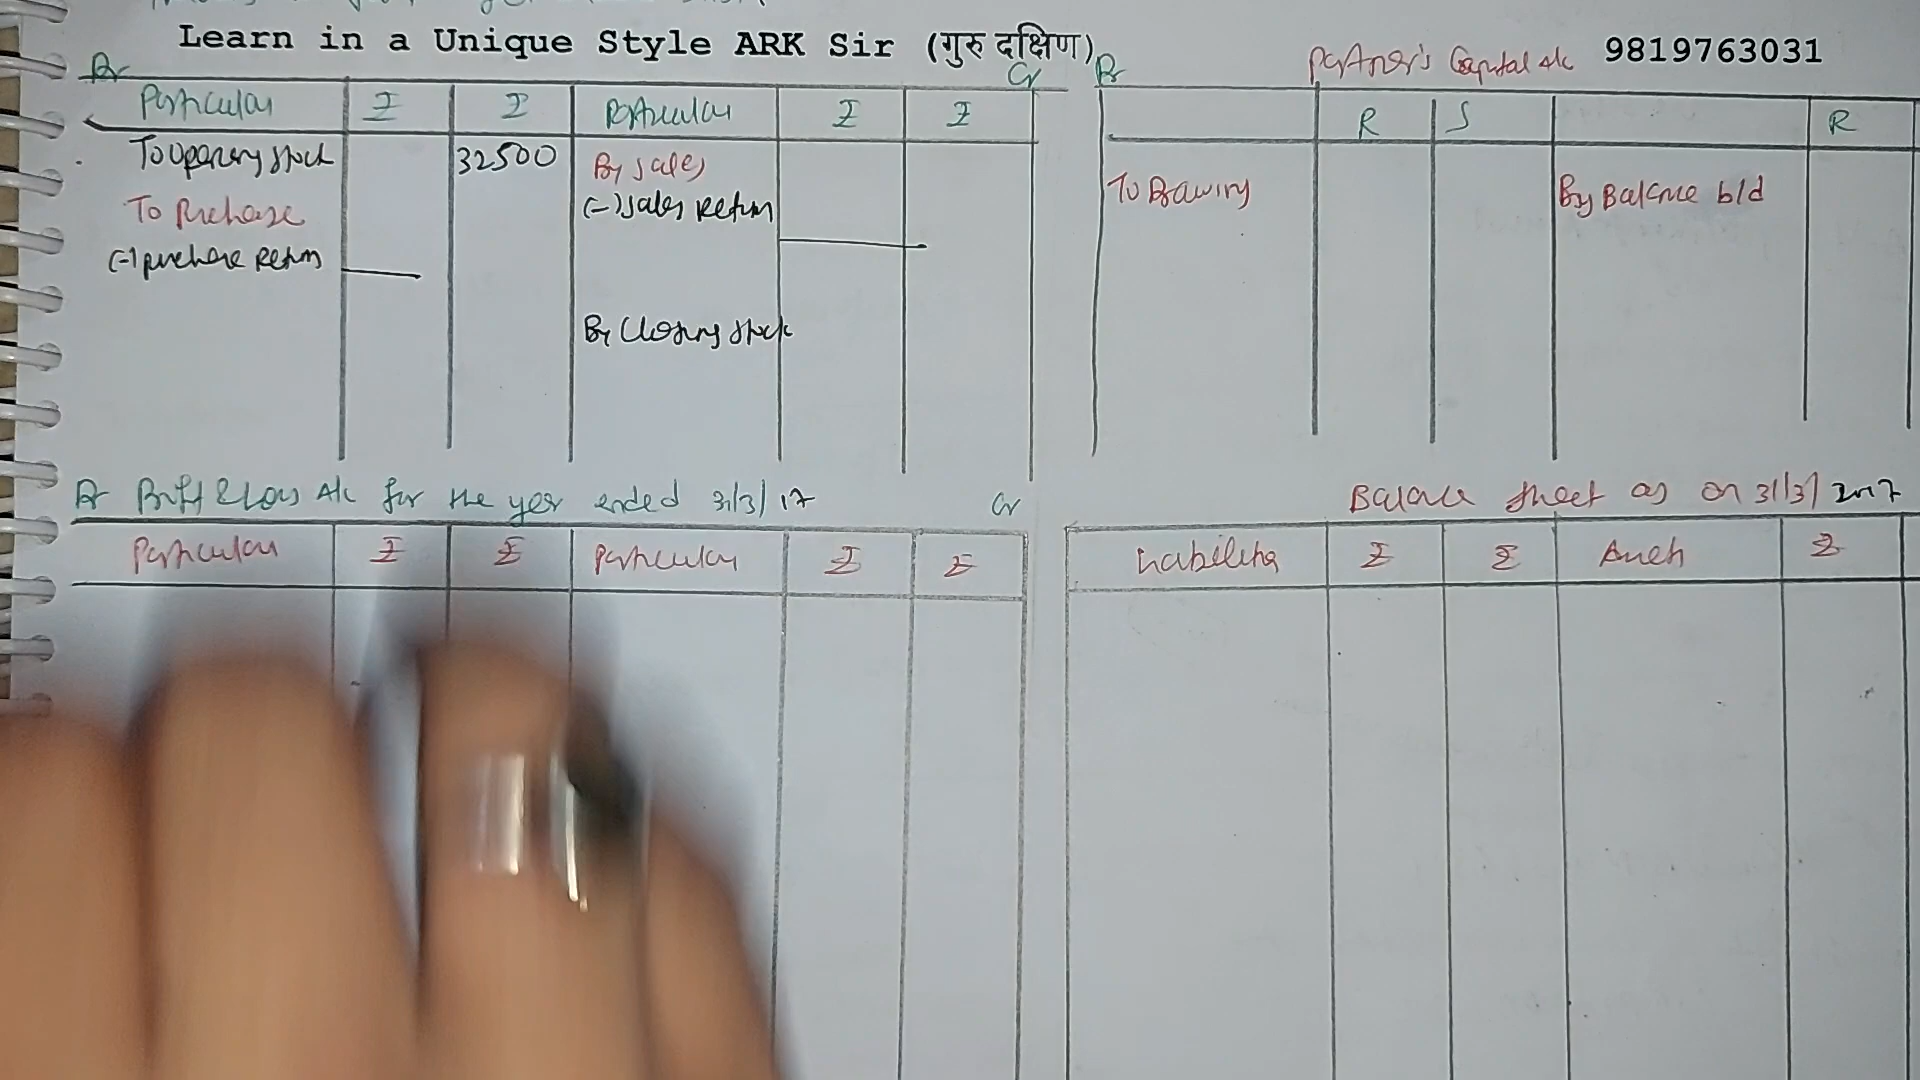 Learn in a Unique Style ARK Sir (गुरु दक्षिण)
9819763031
Dr
Cr
Particular ₹ ₹ Particular ₹ ₹
To Opening stock 32500 By Sales
To Purchase (-) Sales Return
(-) purchase Return
By Closing stock
Dr Partner's Capital A/c
R S R
To Drawing By Balance b/d
Dr Profit & Loss A/c for the year ended 31/3/17 Cr
Particular ₹ ₹ Particular ₹ ₹
Balance Sheet as on 31/3/2017
Liabilities ₹ ₹ Assets ₹